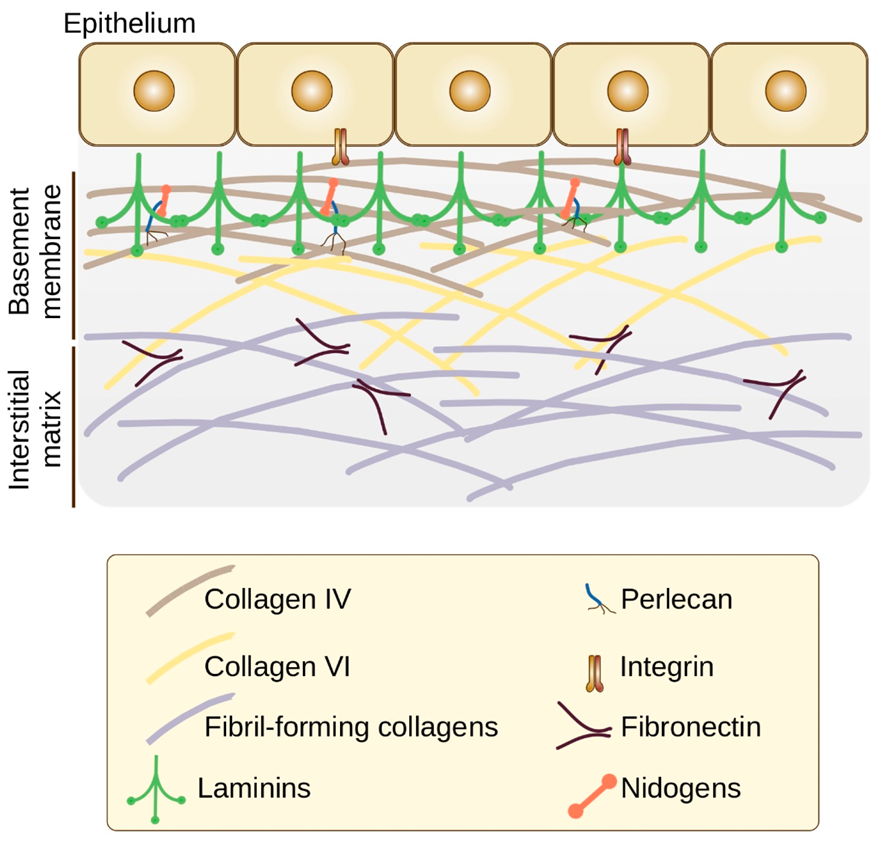 Epithelium
Basement
membrane
Interstitial
matrix
Collagen IV
Perlecan
Collagen VI
Integrin
Fibril-forming collagens
Fibronectin
Laminins
Nidogens